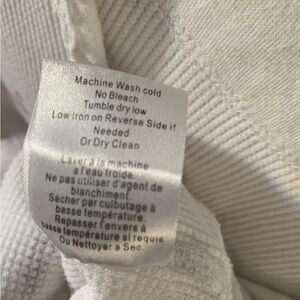 Machine Wash cold
No Bleach
Tumble dry low
Low iron on Reverse Side if
Needed
Or Dry Clean
Laver à la machine
à l'eau froide.
Ne pas utiliser d'agent de
blanchiment.
Sécher par culbutage à
basse température.
Repasser l'envers à
basse température si requis
Ou Nettoyer a Sec.